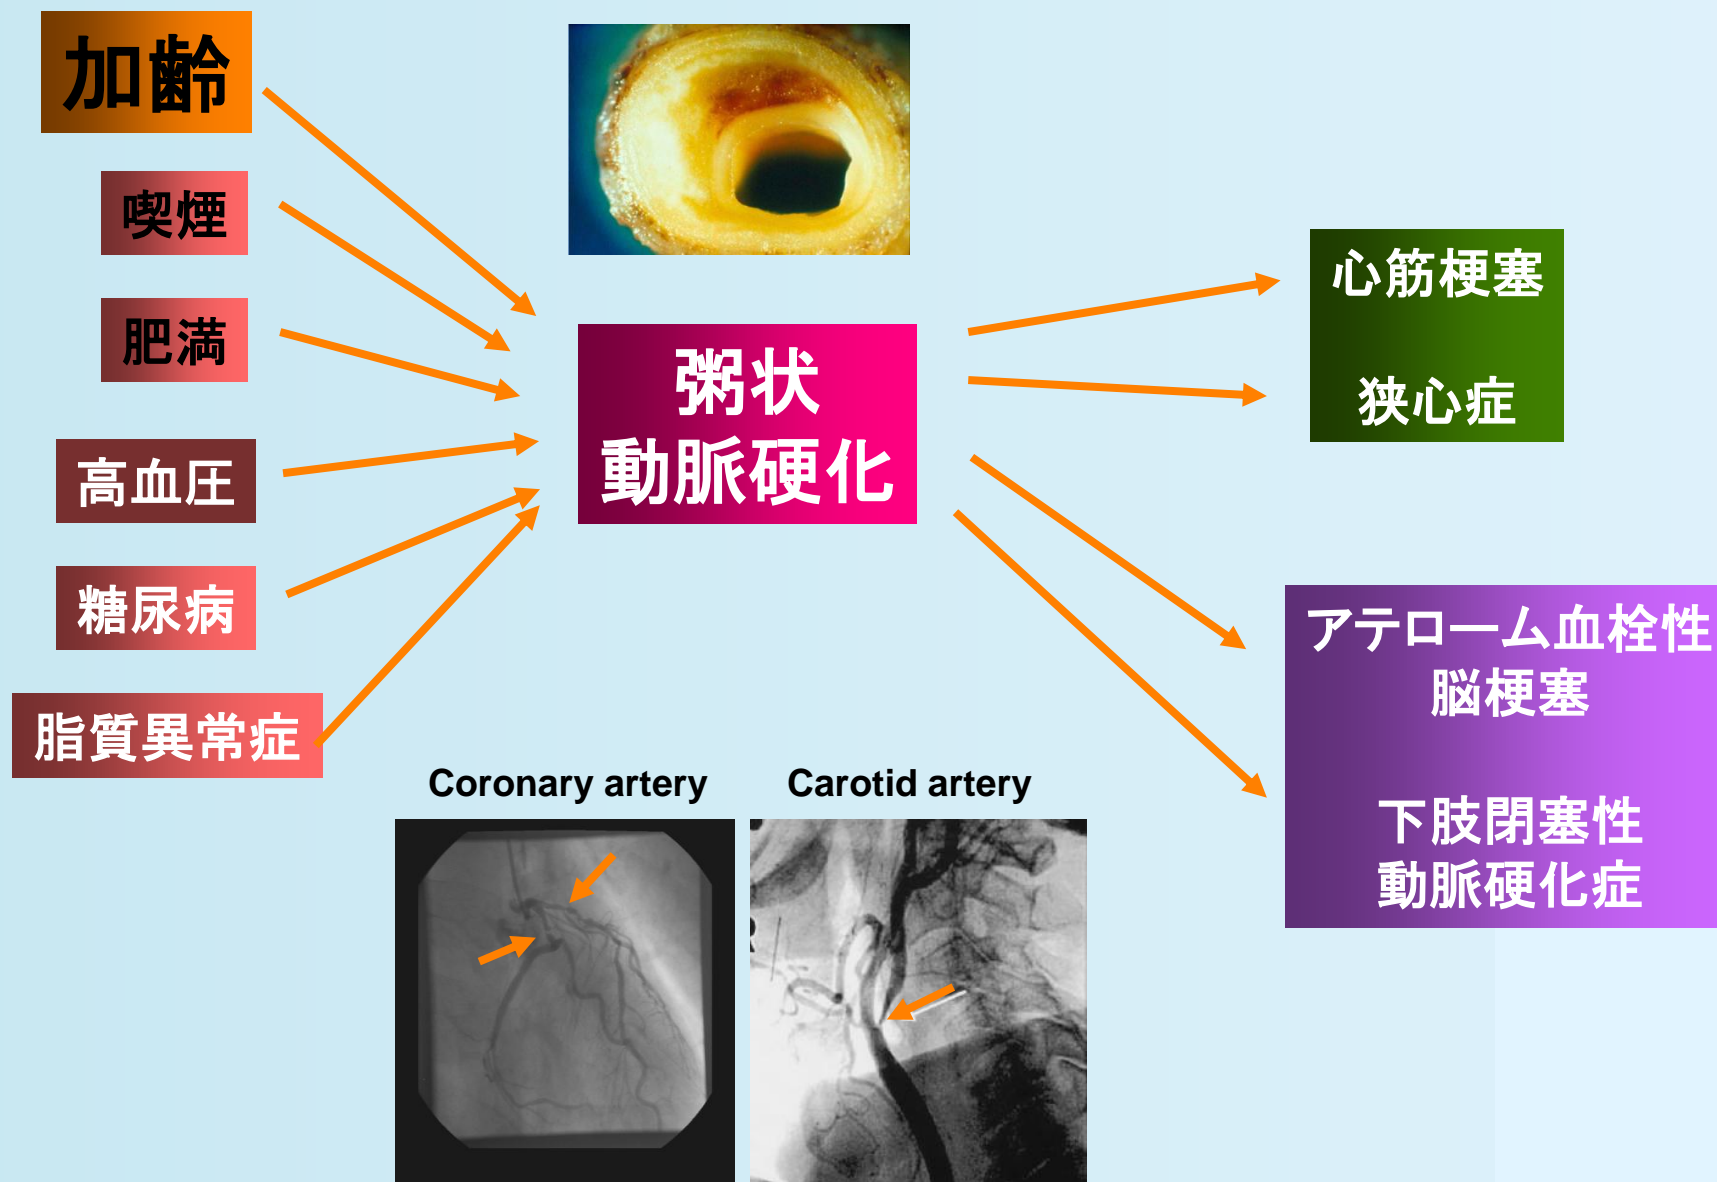 加齢
喫煙
肥満
高血圧
糖尿病
脂質異常症
粥状
動脈硬化
心筋梗塞
狭心症
アテローム血栓性
脳梗塞
下肢閉塞性
動脈硬化症
Coronary artery
Carotid artery